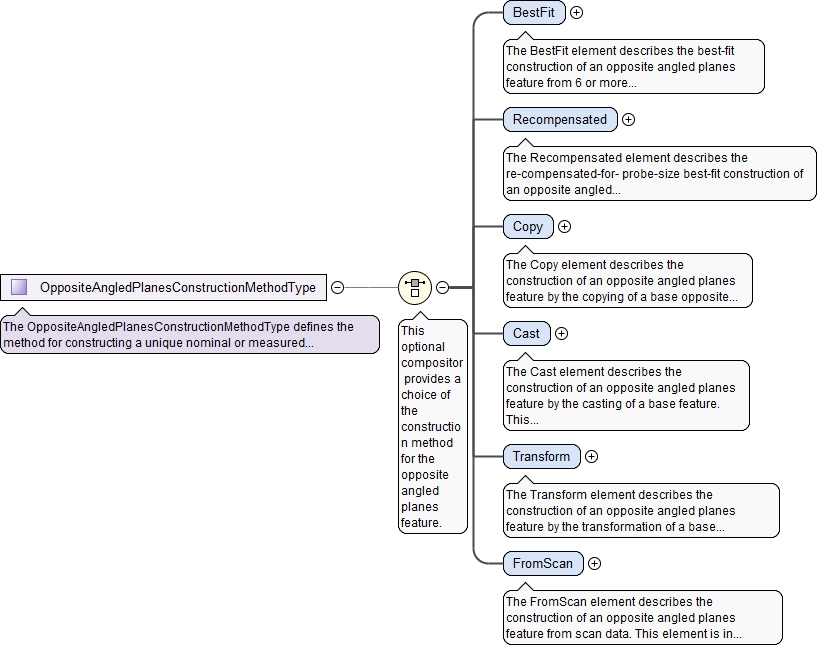 BestFit
The BestFit element describes the best-fit
construction of an opposite angled planes
feature from 6 or more...
Recompensated
The Recompensated element describes the
re-compensated-for- probe-size best-fit construction of
an opposite angled...
Copy
The Copy element describes the
construction of an opposite angled planes
feature by the copying of a base opposite...
OppositeAngledPlanesConstructionMethodType
The OppositeAngledPlanesConstructionMethodType defines the
method for constructing a unique nominal or measured...
This
optional
compositor
provides a
choice of
the
constructio
n method
for the
opposite
angled
planes
feature.
Cast
The Cast element describes the
construction of an opposite angled planes
feature by the casting of a base feature.
This...
Transform
The Transform element describes the
construction of an opposite angled planes
feature by the transformation of a base...
FromScan
The FromScan element describes the
construction of an opposite angled planes
feature from scan data. This element is in...